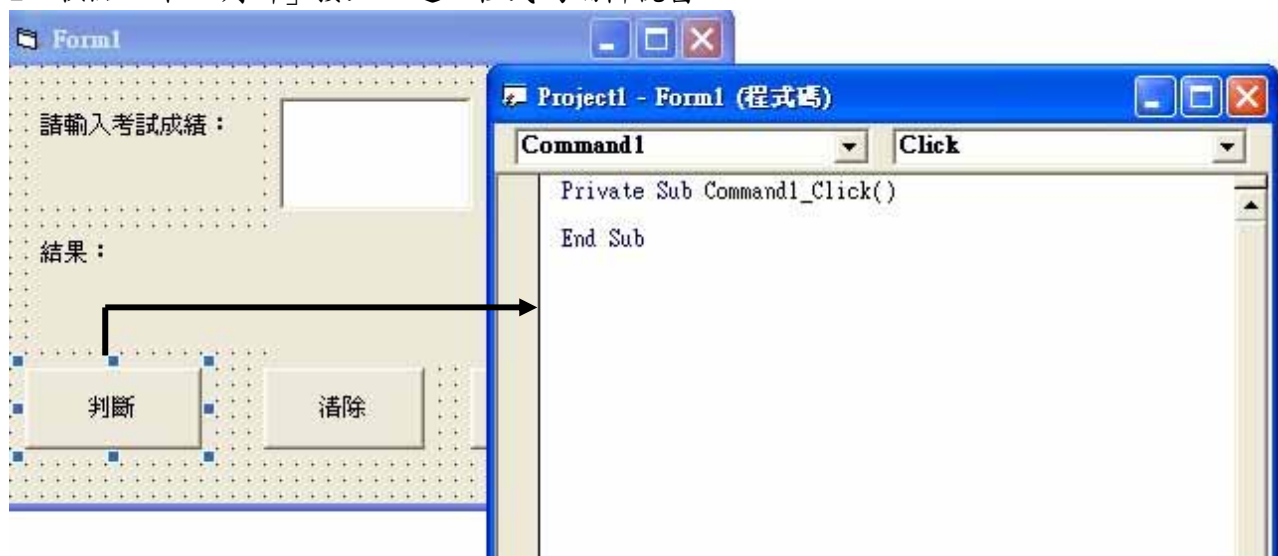 Form1
請輸入考試成績：
結果：
判斷
清除
Project1 - Form1 (程式碼)
Command1
Click
Private Sub Command1_Click()
End Sub